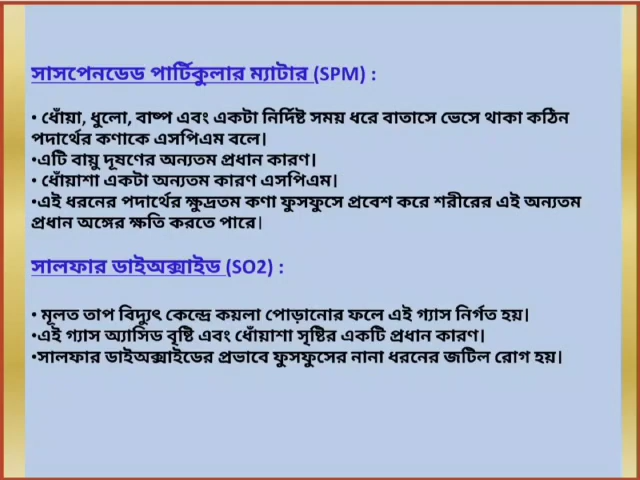 সাসপেনডেড পার্টিকুলার ম্যাটার (SPM) :
• ধোঁয়া, ধুলো, বাষ্প এবং একটা নির্দিষ্ট সময় ধরে বাতাসে ভেসে থাকা কঠিন
পদার্থের কণাকে এসপিএম বলে।
•এটি বায়ু দূষণের অন্যতম প্রধান কারণ।
• ধোঁয়াশা একটা অন্যতম কারণ এসপিএম।
•এই ধরনের পদার্থের ক্ষুদ্রতম কণা ফুসফুসে প্রবেশ করে শরীরের এই অন্যতম
প্রধান অঙ্গের ক্ষতি করতে পারে।
সালফার ডাইঅক্সাইড (SO2) :
• মূলত তাপ বিদ্যুৎ কেন্দ্রে কয়লা পোড়ানোর ফলে এই গ্যাস নির্গত হয়।
•এই গ্যাস অ্যাসিড বৃষ্টি এবং ধোঁয়াশা সৃষ্টির একটি প্রধান কারণ।
•সালফার ডাইঅক্সাইডের প্রভাবে ফুসফুসের নানা ধরনের জটিল রোগ হয়।